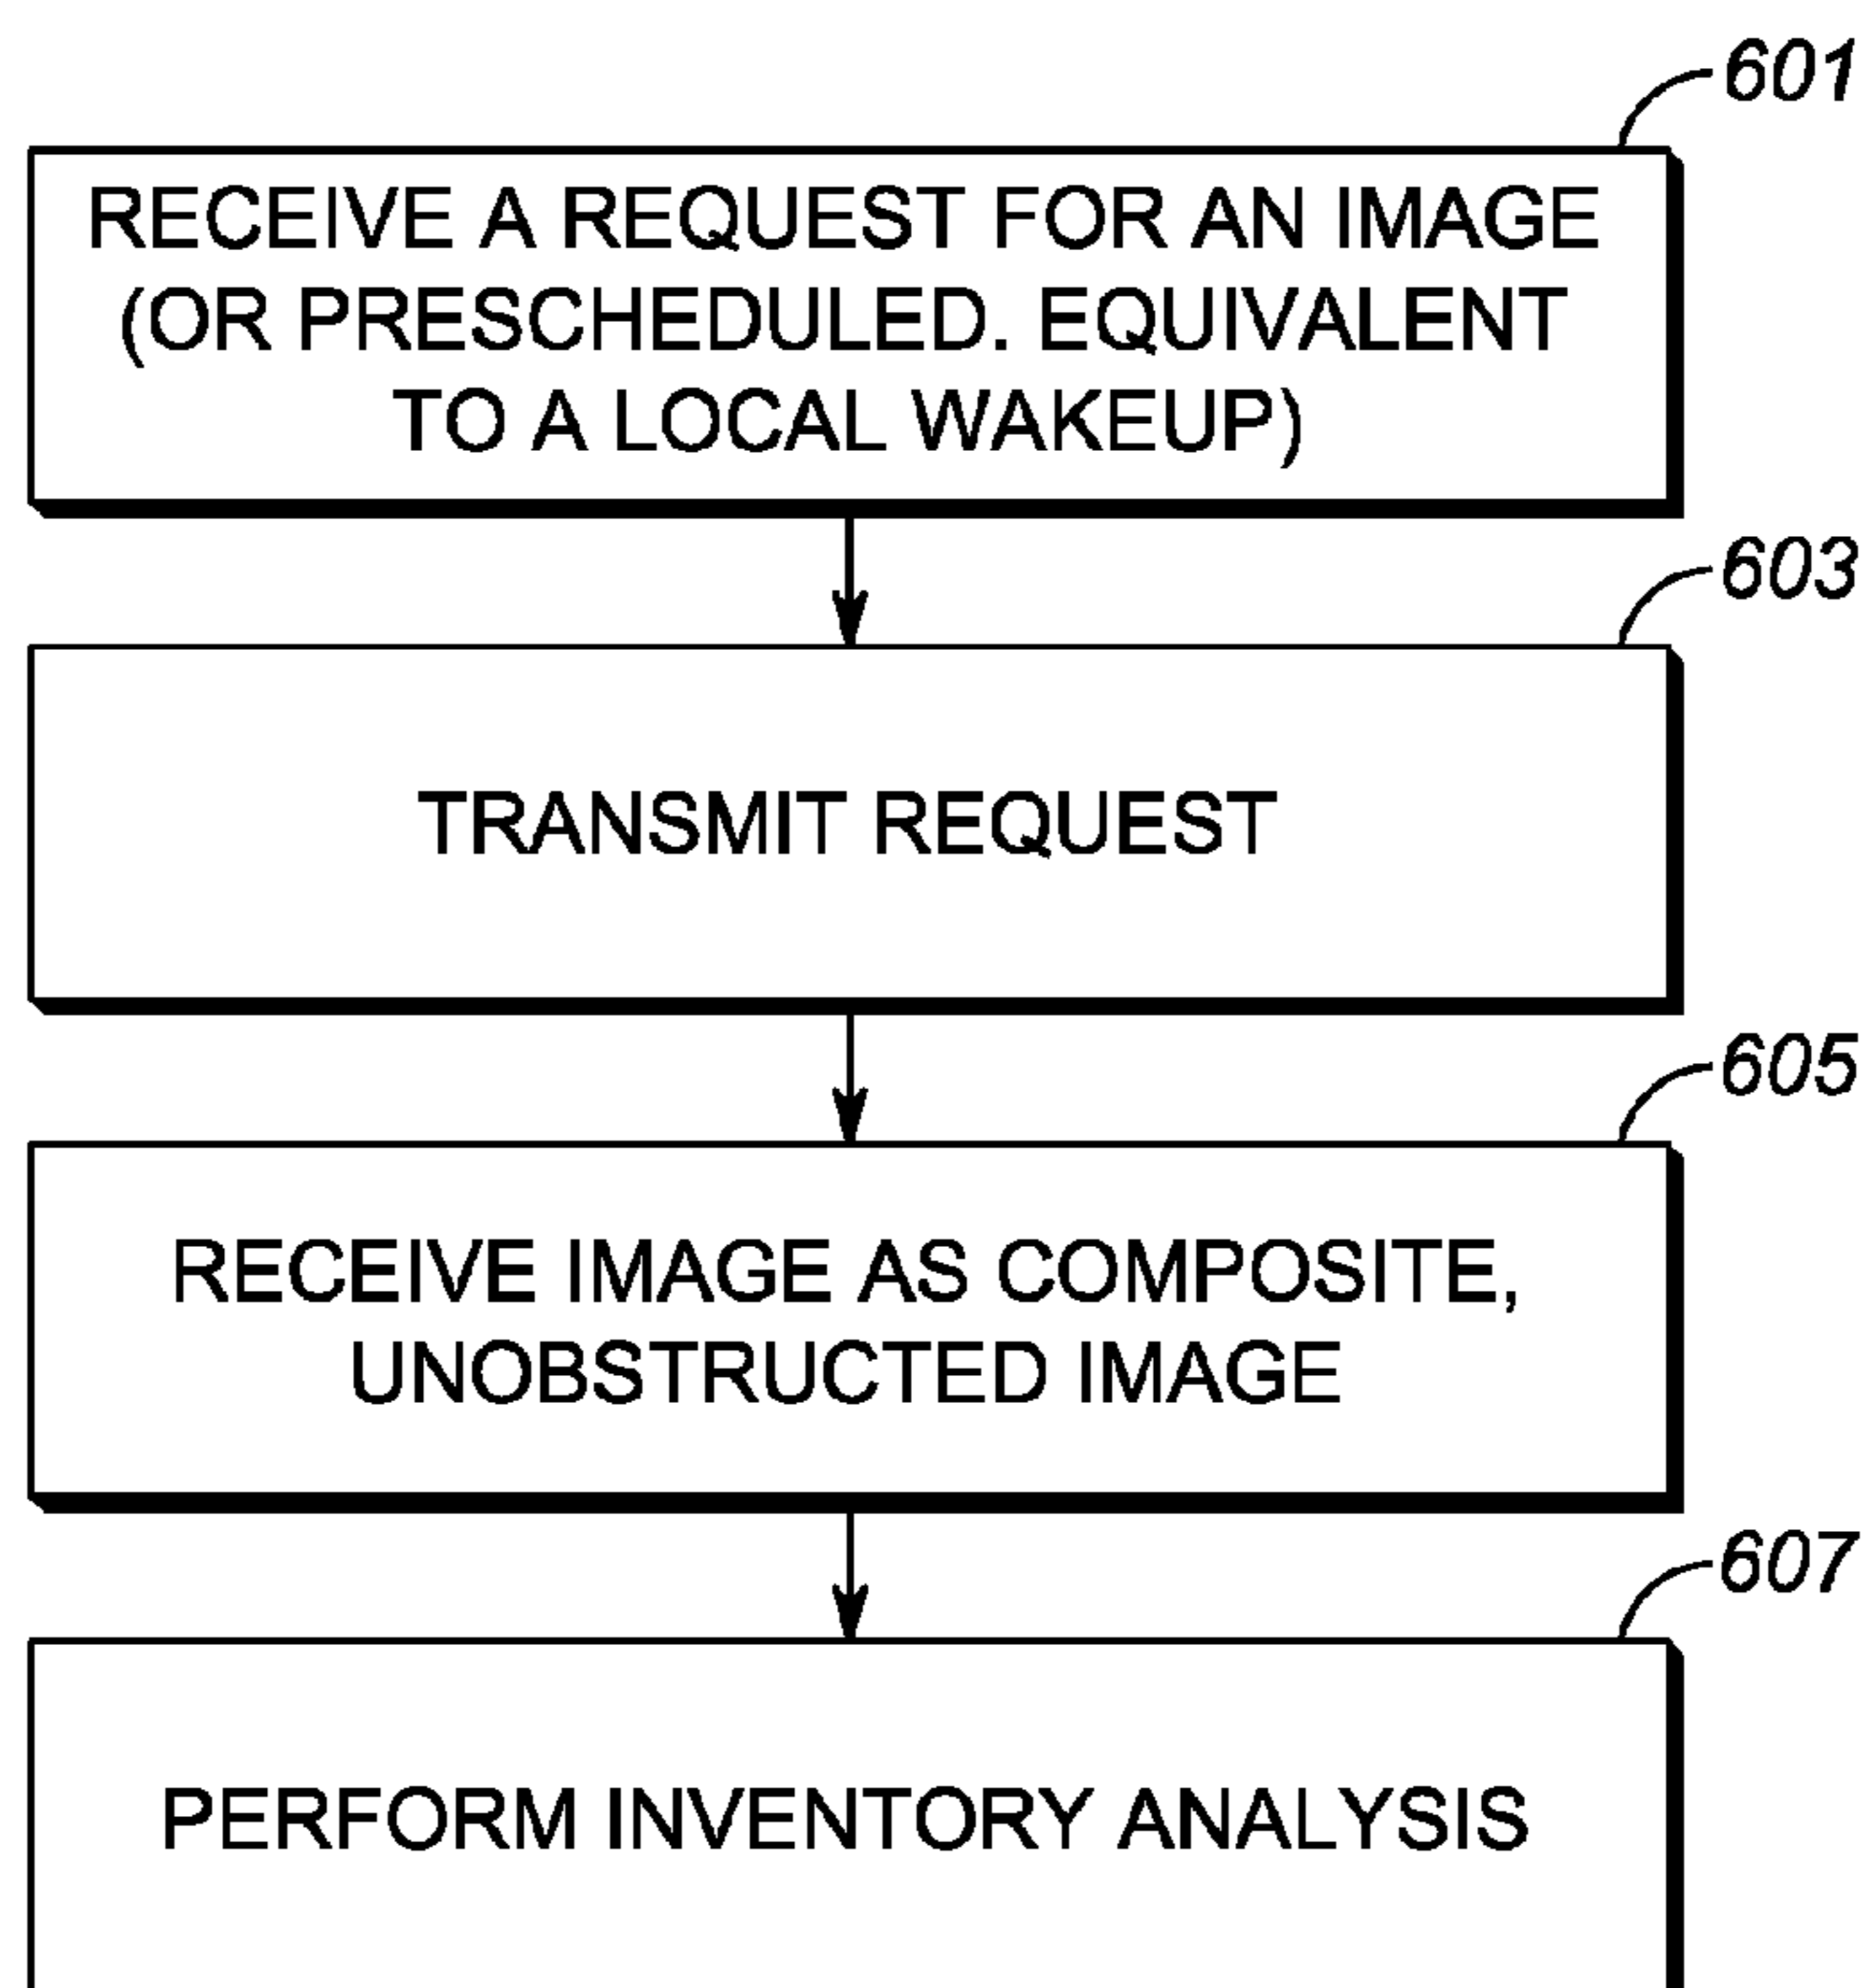 601
RECEIVE A REQUEST FOR AN IMAGE
(OR PRESCHEDULED. EQUIVALENT
TO A LOCAL WAKEUP)
603
TRANSMIT REQUEST
605
RECEIVE IMAGE AS COMPOSITE,
UNOBSTRUCTED IMAGE
607
PERFORM INVENTORY ANALYSIS